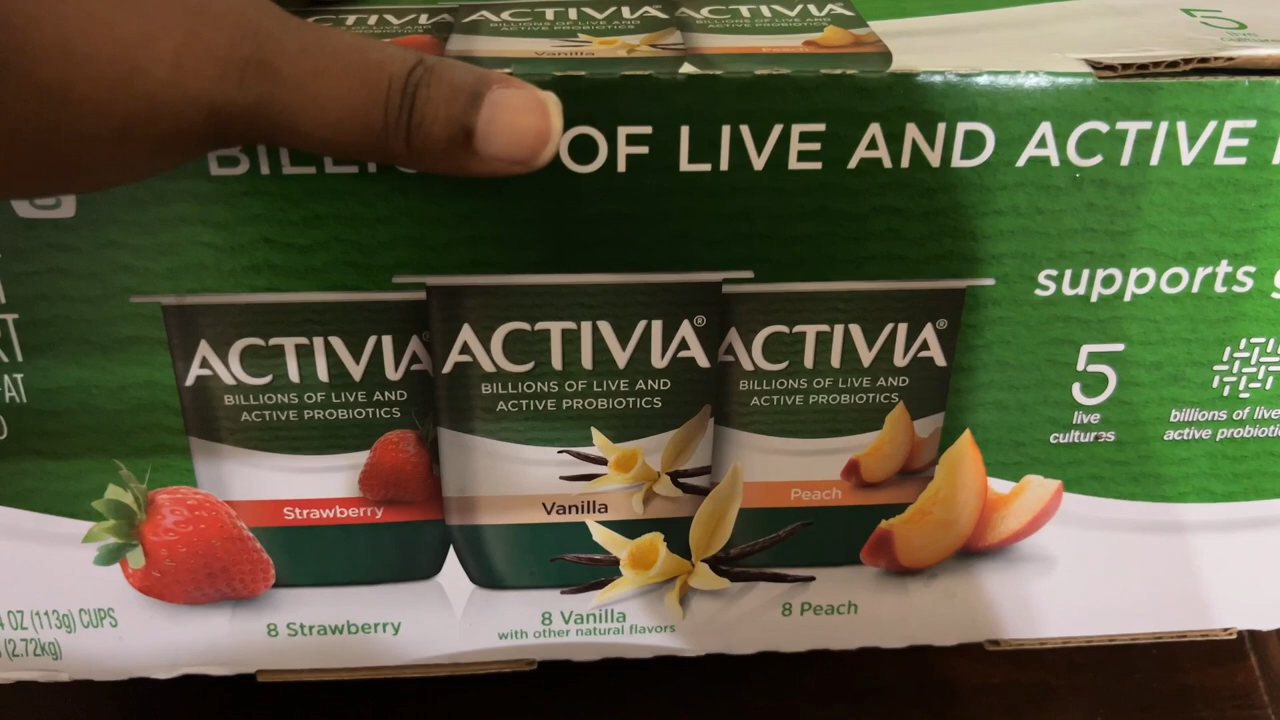 ACTIVIA
BILLIONS OF LIVE AND
ACTIVE PROBIOTICS
Vanilla
ACTIVIA
BILLIONS OF LIVE AND
ACTIVE PROBIOTICS
Peach
5
live
cultures
OF LIVE AND ACTIVE
supports
5
live
cultures
billions of live
active
ACTIVIA®
BILLIONS OF LIVE AND
ACTIVE PROBIOTICS
Strawberry
ACTIVIA®
BILLIONS OF LIVE AND
ACTIVE PROBIOTICS
Vanilla
ACTIVIA®
BILLIONS OF LIVE AND
ACTIVE PROBIOTICS
Peach
OZ (113g) CUPS
(2.72kg)
8 Strawberry
8 Vanilla
with other natural flavors
8 Peach